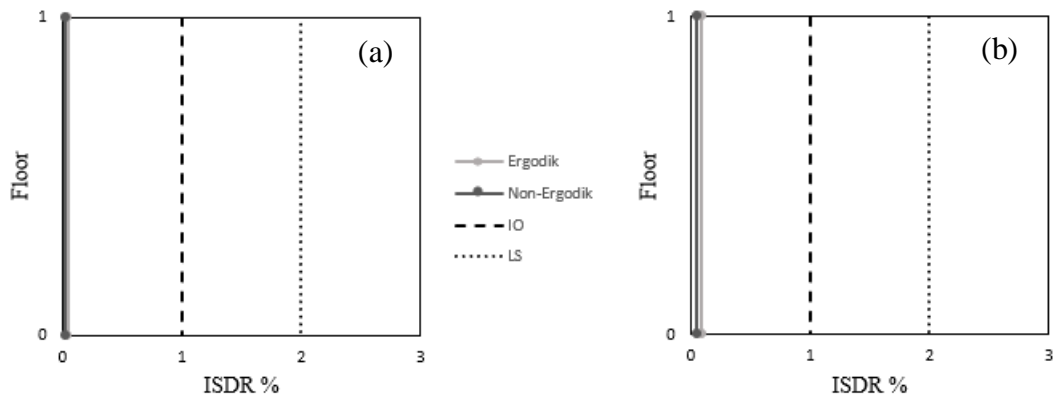 1
(a)
Floor
0
0 1 2 3
ISDR %
Ergodik
Non-Ergodik
IO
LS
1
(b)
Floor
0
0 1 2 3
ISDR %